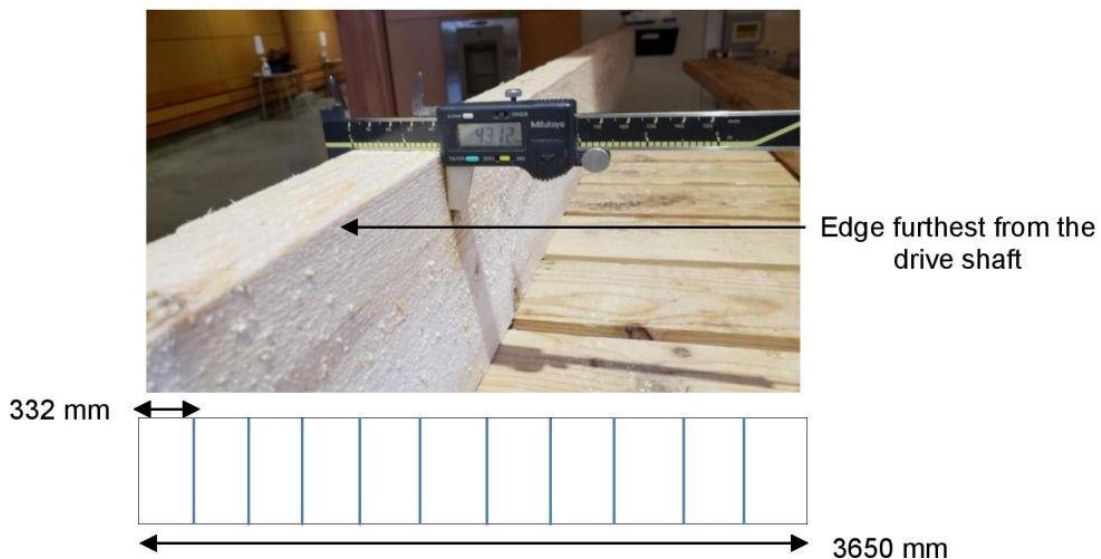 43.12
Mitutoyo
Edge furthest from the
drive shaft
332 mm
3650 mm